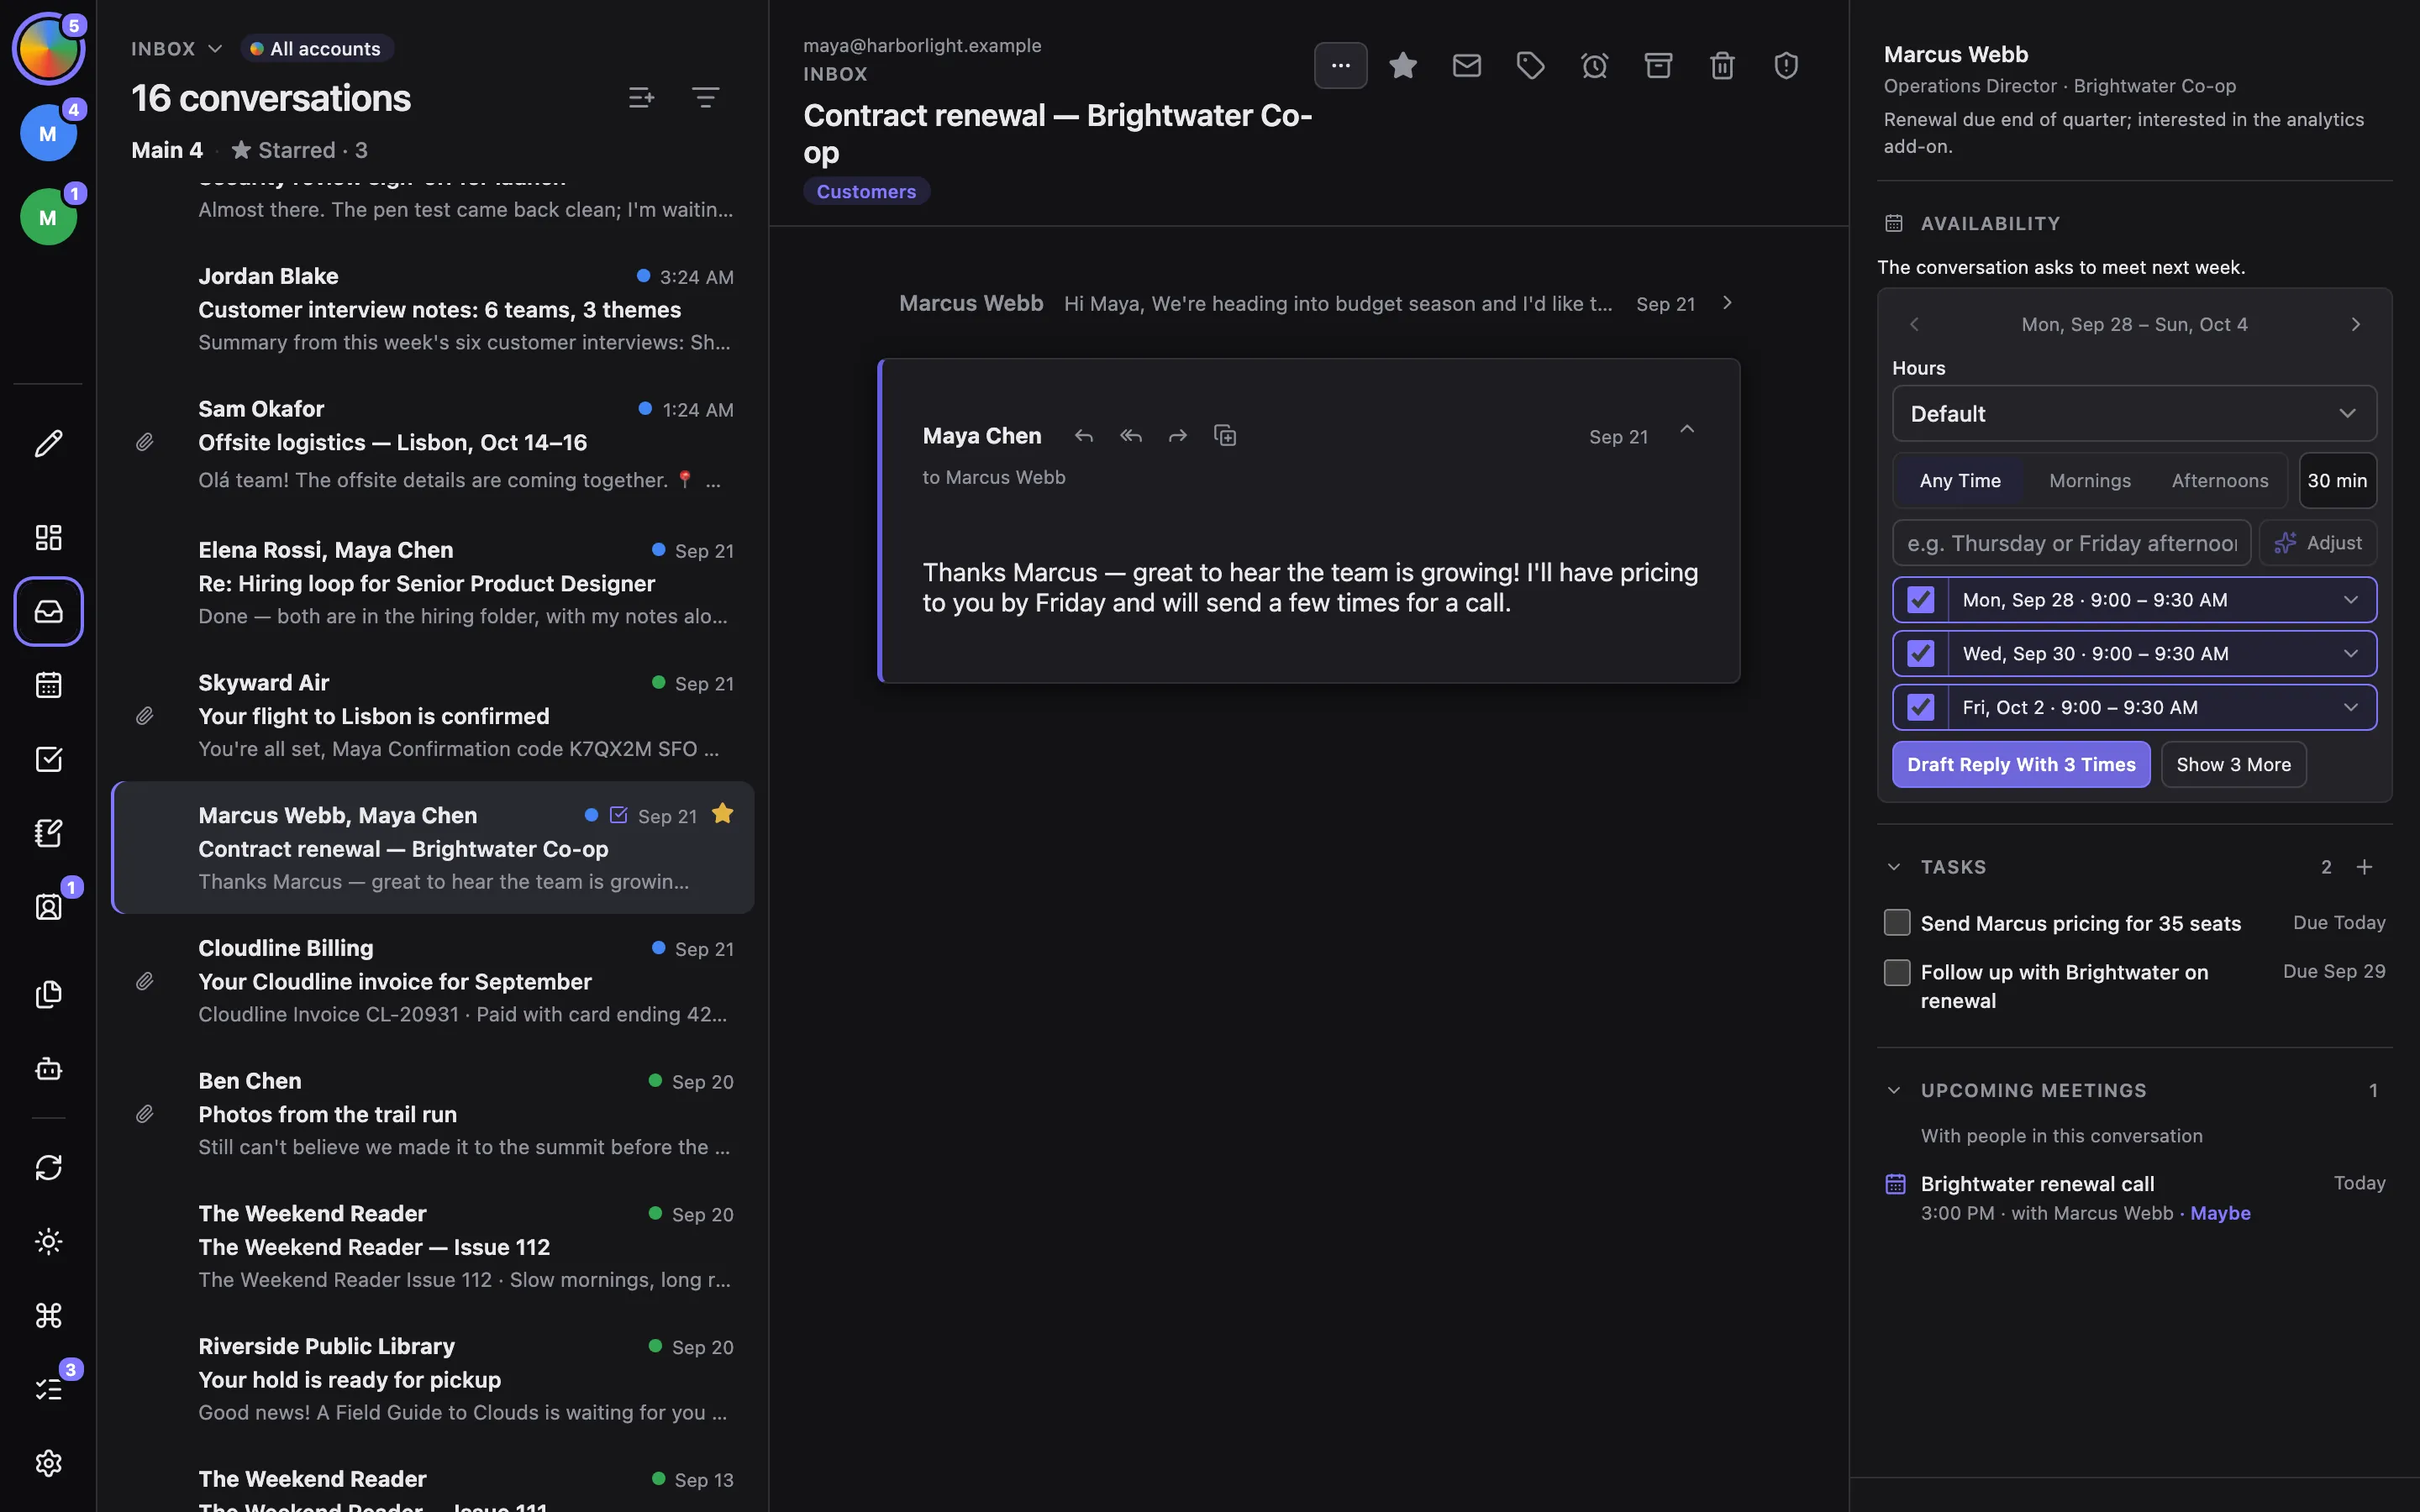 5
4
M
1
M
1
3
INBOX
All accounts
16 conversations
Main 4 · Starred · 3
Almost there. The pen test came back clean; I'm waitin...
Jordan Blake
3:24 AM
Customer interview notes: 6 teams, 3 themes
Summary from this week's six customer interviews: Sh...
Sam Okafor
1:24 AM
Offsite logistics — Lisbon, Oct 14–16
Olá team! The offsite details are coming together. 📍 ...
Elena Rossi, Maya Chen
Sep 21
Re: Hiring loop for Senior Product Designer
Done — both are in the hiring folder, with my notes alo...
Skyward Air
Sep 21
Your flight to Lisbon is confirmed
You're all set, Maya Confirmation code K7QX2M SFO ...
Marcus Webb, Maya Chen
Sep 21
Contract renewal — Brightwater Co-op
Thanks Marcus — great to hear the team is growin...
Cloudline Billing
Sep 21
Your Cloudline invoice for September
Cloudline Invoice CL-20931 · Paid with card ending 42...
Ben Chen
Sep 20
Photos from the trail run
Still can't believe we made it to the summit before the ...
The Weekend Reader
Sep 20
The Weekend Reader — Issue 112
The Weekend Reader Issue 112 · Slow mornings, long r...
Riverside Public Library
Sep 20
Your hold is ready for pickup
Good news! A Field Guide to Clouds is waiting for you ...
The Weekend Reader
Sep 13
The Weekend Reader — Issue 111
maya@harborlight.example
INBOX
Contract renewal — Brightwater Co-
op
Customers
Marcus Webb
Hi Maya, We're heading into budget season and I'd like t...
Sep 21
Maya Chen
Sep 21
to Marcus Webb
Thanks Marcus — great to hear the team is growing! I'll have pricing
to you by Friday and will send a few times for a call.
Marcus Webb
Operations Director · Brightwater Co-op
Renewal due end of quarter; interested in the analytics
add-on.
AVAILABILITY
The conversation asks to meet next week.
Mon, Sep 28 – Sun, Oct 4
Hours
Default
Any Time
Mornings
Afternoons
30 min
e.g. Thursday or Friday afternoon
Adjust
Mon, Sep 28 · 9:00 – 9:30 AM
Wed, Sep 30 · 9:00 – 9:30 AM
Fri, Oct 2 · 9:00 – 9:30 AM
Draft Reply With 3 Times
Show 3 More
TASKS
2
Send Marcus pricing for 35 seats
Due Today
Follow up with Brightwater on
renewal
Due Sep 29
UPCOMING MEETINGS
1
With people in this conversation
Brightwater renewal call
Today
3:00 PM · with Marcus Webb · Maybe